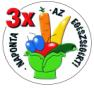 3x
NAPONTA · AZ EGÉSZSÉGÉRT!